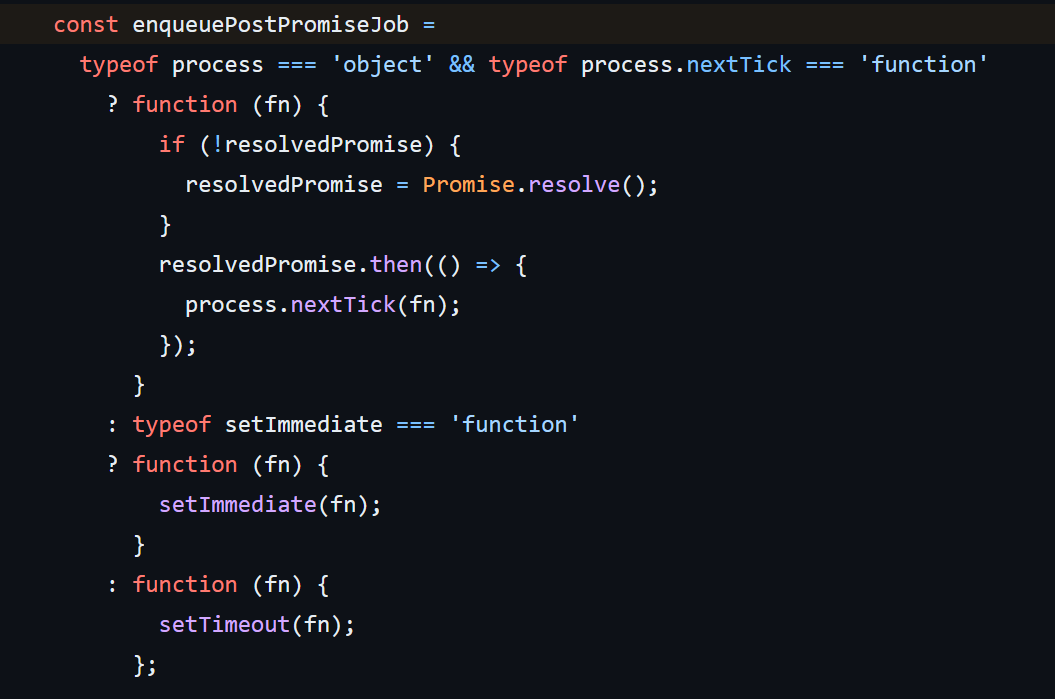 const enqueuePostPromiseJob =
  typeof process === 'object' && typeof process.nextTick === 'function'
    ? function (fn) {
        if (!resolvedPromise) {
          resolvedPromise = Promise.resolve();
        }
        resolvedPromise.then(() => {
          process.nextTick(fn);
        });
      }
    : typeof setImmediate === 'function'
    ? function (fn) {
        setImmediate(fn);
      }
    : function (fn) {
        setTimeout(fn);
      };